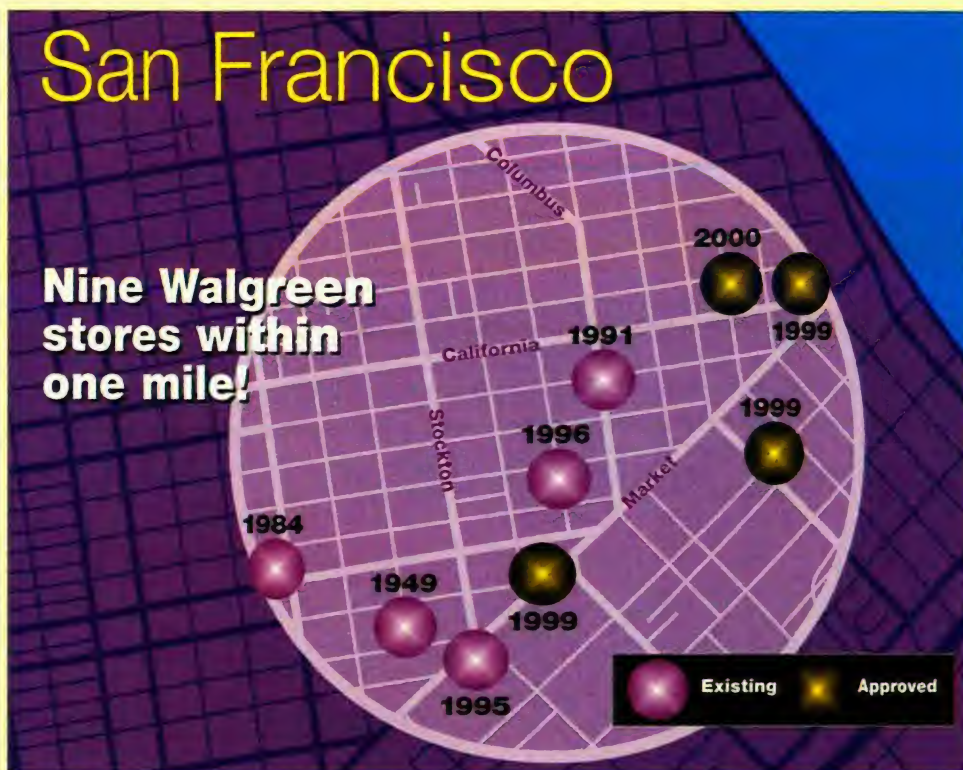 San Francisco
Nine Walgreen
stores within
one mile!
Columbus
2000
1999
1991
California
1999
Stockton
1996
Market
1984
1949
1999
1995
Existing
Approved